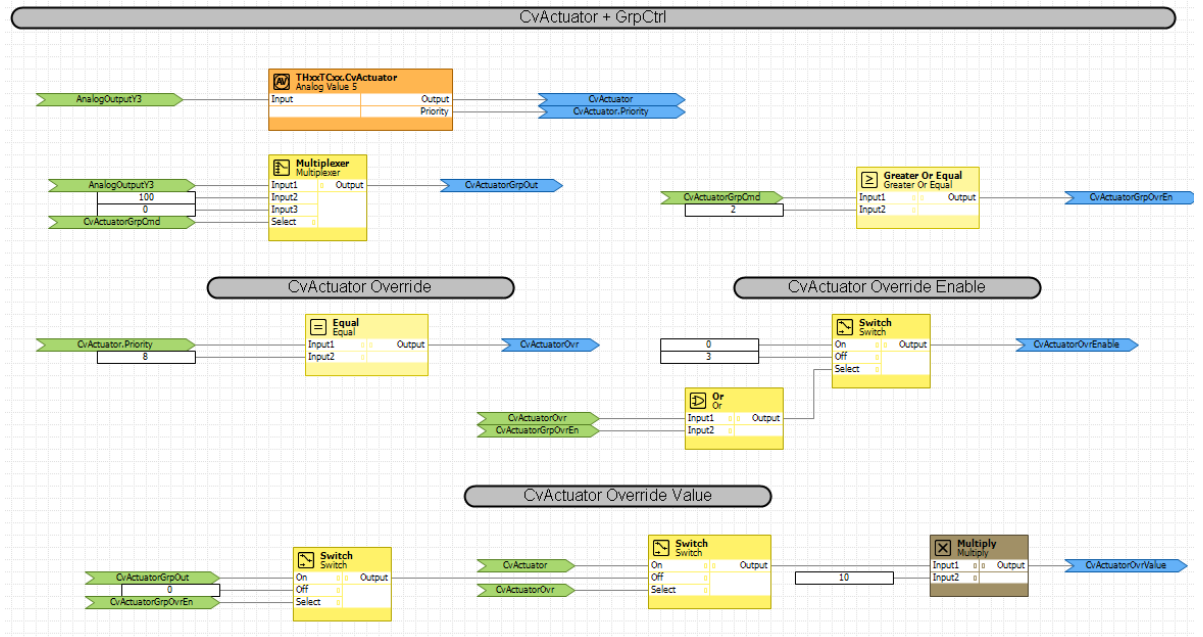 CvActuator + GrpCtrl
THxxTCxx.CvActuator
Analog Value 5
AnalogOutputY3
Input
Output
CvActuator
Priority
CvActuator.Priority
Multiplexer
Multiplexer
AnalogOutputY3
Input1
Output
CvActuatorGrpOut
100
Input2
0
Input3
CvActuatorGrpCmd
Select
Greater Or Equal
Greater Or Equal
CvActuatorGrpCmd
Input1
Output
CvActuatorGrpOvrEn
2
Input2
CvActuator Override
Equal
Equal
CvActuator.Priority
Input1
Output
CvActuatorOvr
8
Input2
CvActuator Override Enable
Switch
Switch
0
On
Output
CvActuatorOvrEnable
3
Off
Select
Or
Or
CvActuatorOvr
Input1
Output
CvActuatorGrpOvrEn
Input2
CvActuator Override Value
Switch
Switch
CvActuatorGrpOut
On
Output
0
Off
CvActuatorGrpOvrEn
Select
Switch
Switch
CvActuator
On
Output
Off
CvActuatorOvr
Select
Multiply
Multiply
Input1
Output
CvActuatorOvrValue
10
Input2